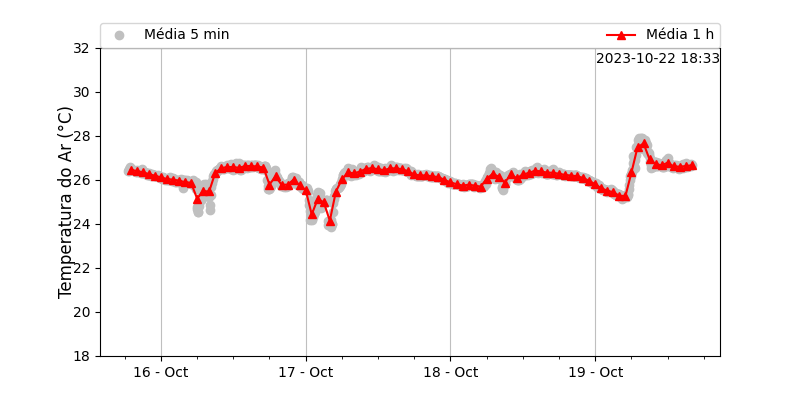 Média 5 min
Média 1 h
2023-10-22 18:33
Temperatura do Ar (°C)
32
30
28
26
24
22
20
18
16 - Oct
17 - Oct
18 - Oct
19 - Oct